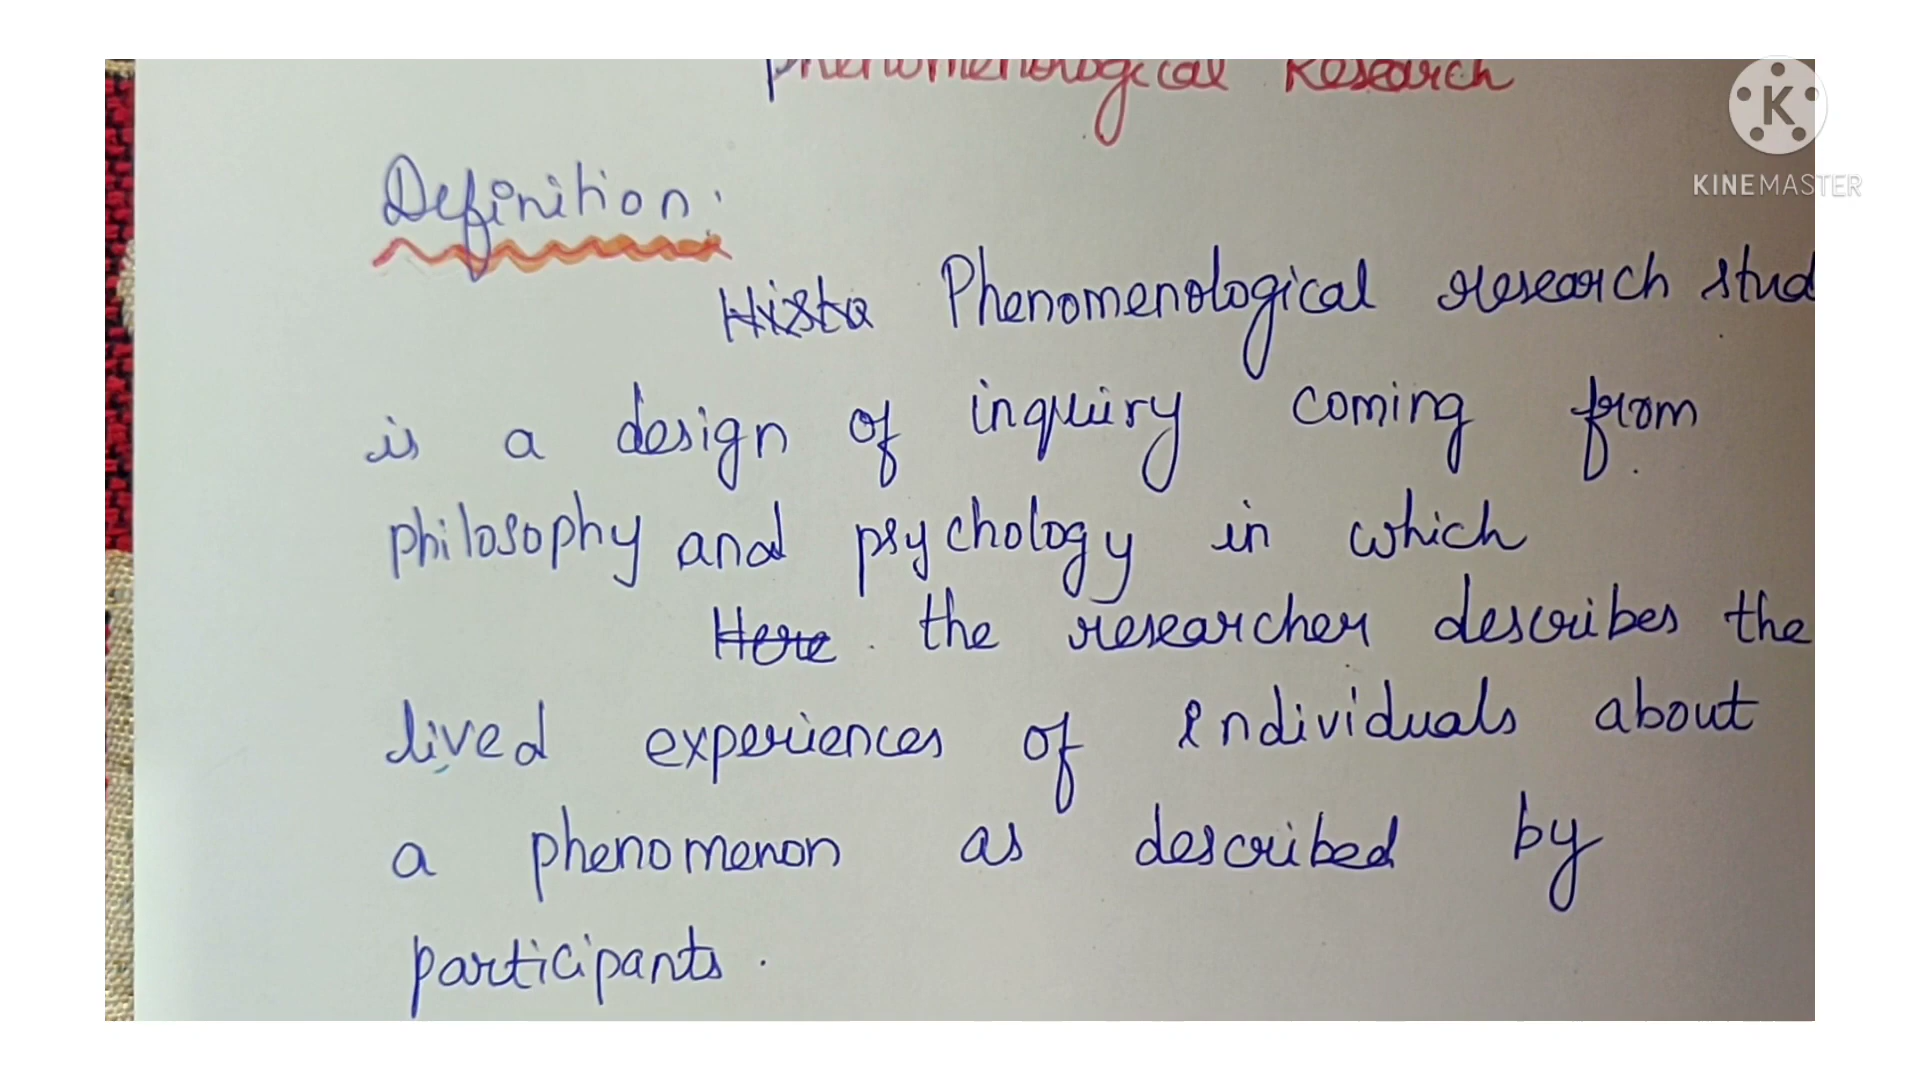 Phenomenological Research
KINEMASTER
Definition.
Histo Phenomenological research stud
is a design of inquiry coming from
philosophy and psychology in which
Here. the researcher describes the
lived experiences of individuals about
a phenomenon as described by
participants.